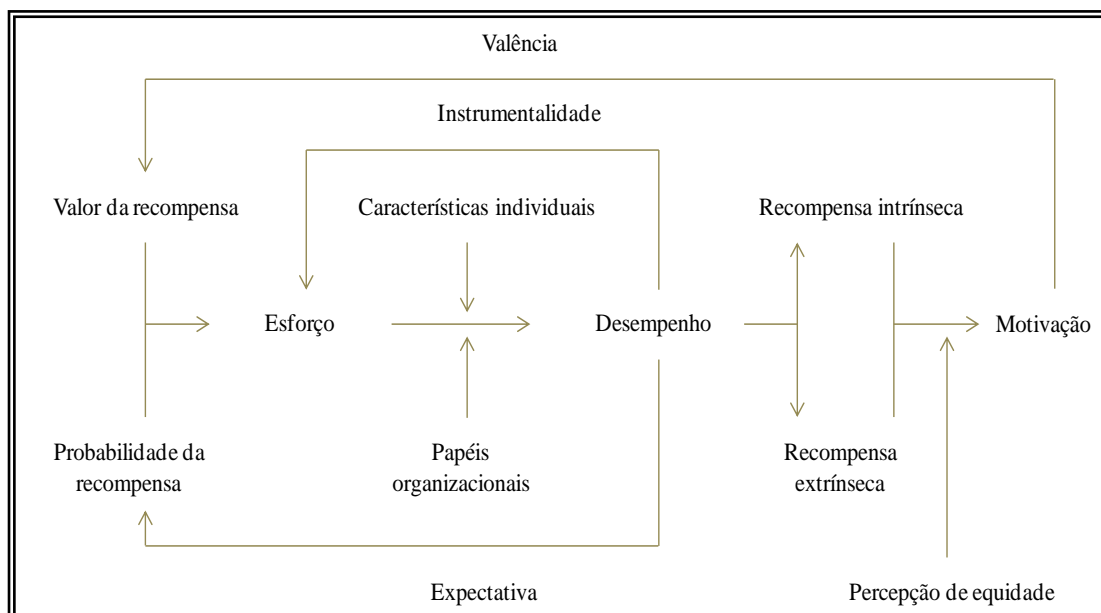 Valência
Instrumentalidade
Valor da recompensa
Características individuais
Recompensa intrínseca
Esforço
Desempenho
Motivação
Probabilidade da
recompensa
Papéis
organizacionais
Recompensa
extrínseca
Expectativa
Percepção de equidade